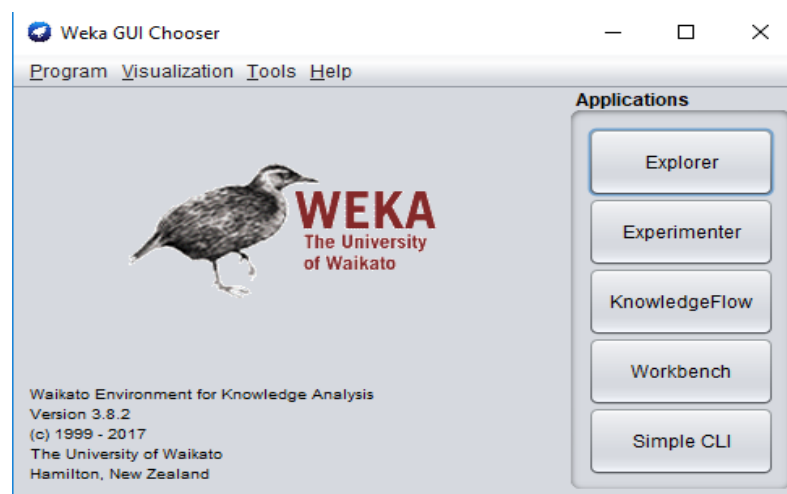 Weka GUI Chooser
Program Visualization Tools Help
Applications
Explorer
Experimenter
KnowledgeFlow
Workbench
Simple CLI
WEKA
The University
of Waikato
Waikato Environment for Knowledge Analysis
Version 3.8.2
(c) 1999 - 2017
The University of Waikato
Hamilton, New Zealand